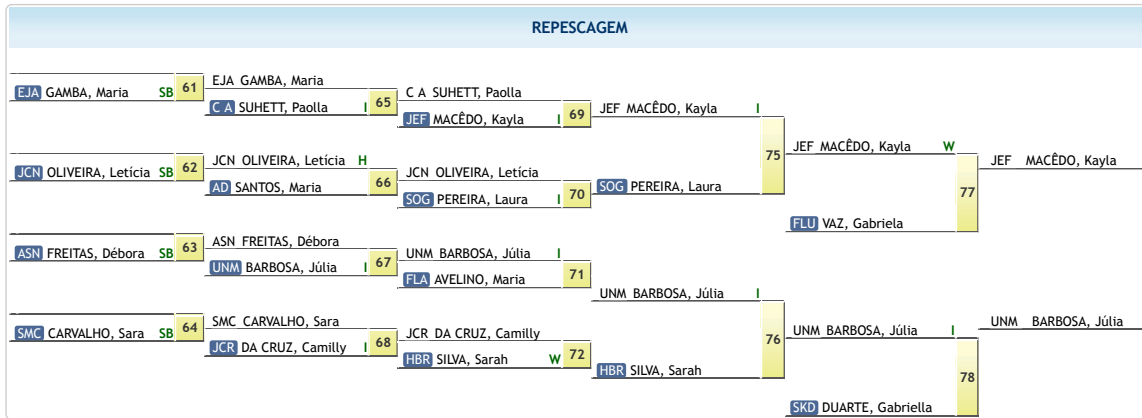 REPESCAGEM
EJA GAMBA, Maria SB 61
EJA GAMBA, Maria
C A SUHETT, Paolla I 65
C A SUHETT, Paolla
JEF MACÊDO, Kayla I 69
JEF MACÊDO, Kayla I
75
JCN OLIVEIRA, Letícia SB 62
JCN OLIVEIRA, Letícia H
AD SANTOS, Maria 66
JCN OLIVEIRA, Letícia
SOG PEREIRA, Laura I 70
SOG PEREIRA, Laura
JEF MACÊDO, Kayla W
77
FLU VAZ, Gabriela
JEF MACÊDO, Kayla
ASN FREITAS, Débora SB 63
ASN FREITAS, Débora
UNM BARBOSA, Júlia I 67
UNM BARBOSA, Júlia I
FLA AVELINO, Maria 71
UNM BARBOSA, Júlia I
76
SMC CARVALHO, Sara SB 64
SMC CARVALHO, Sara
JCR DA CRUZ, Camilly I 68
JCR DA CRUZ, Camilly
HBR SILVA, Sarah W 72
HBR SILVA, Sarah
UNM BARBOSA, Júlia I
78
SKD DUARTE, Gabriella
UNM BARBOSA, Júlia